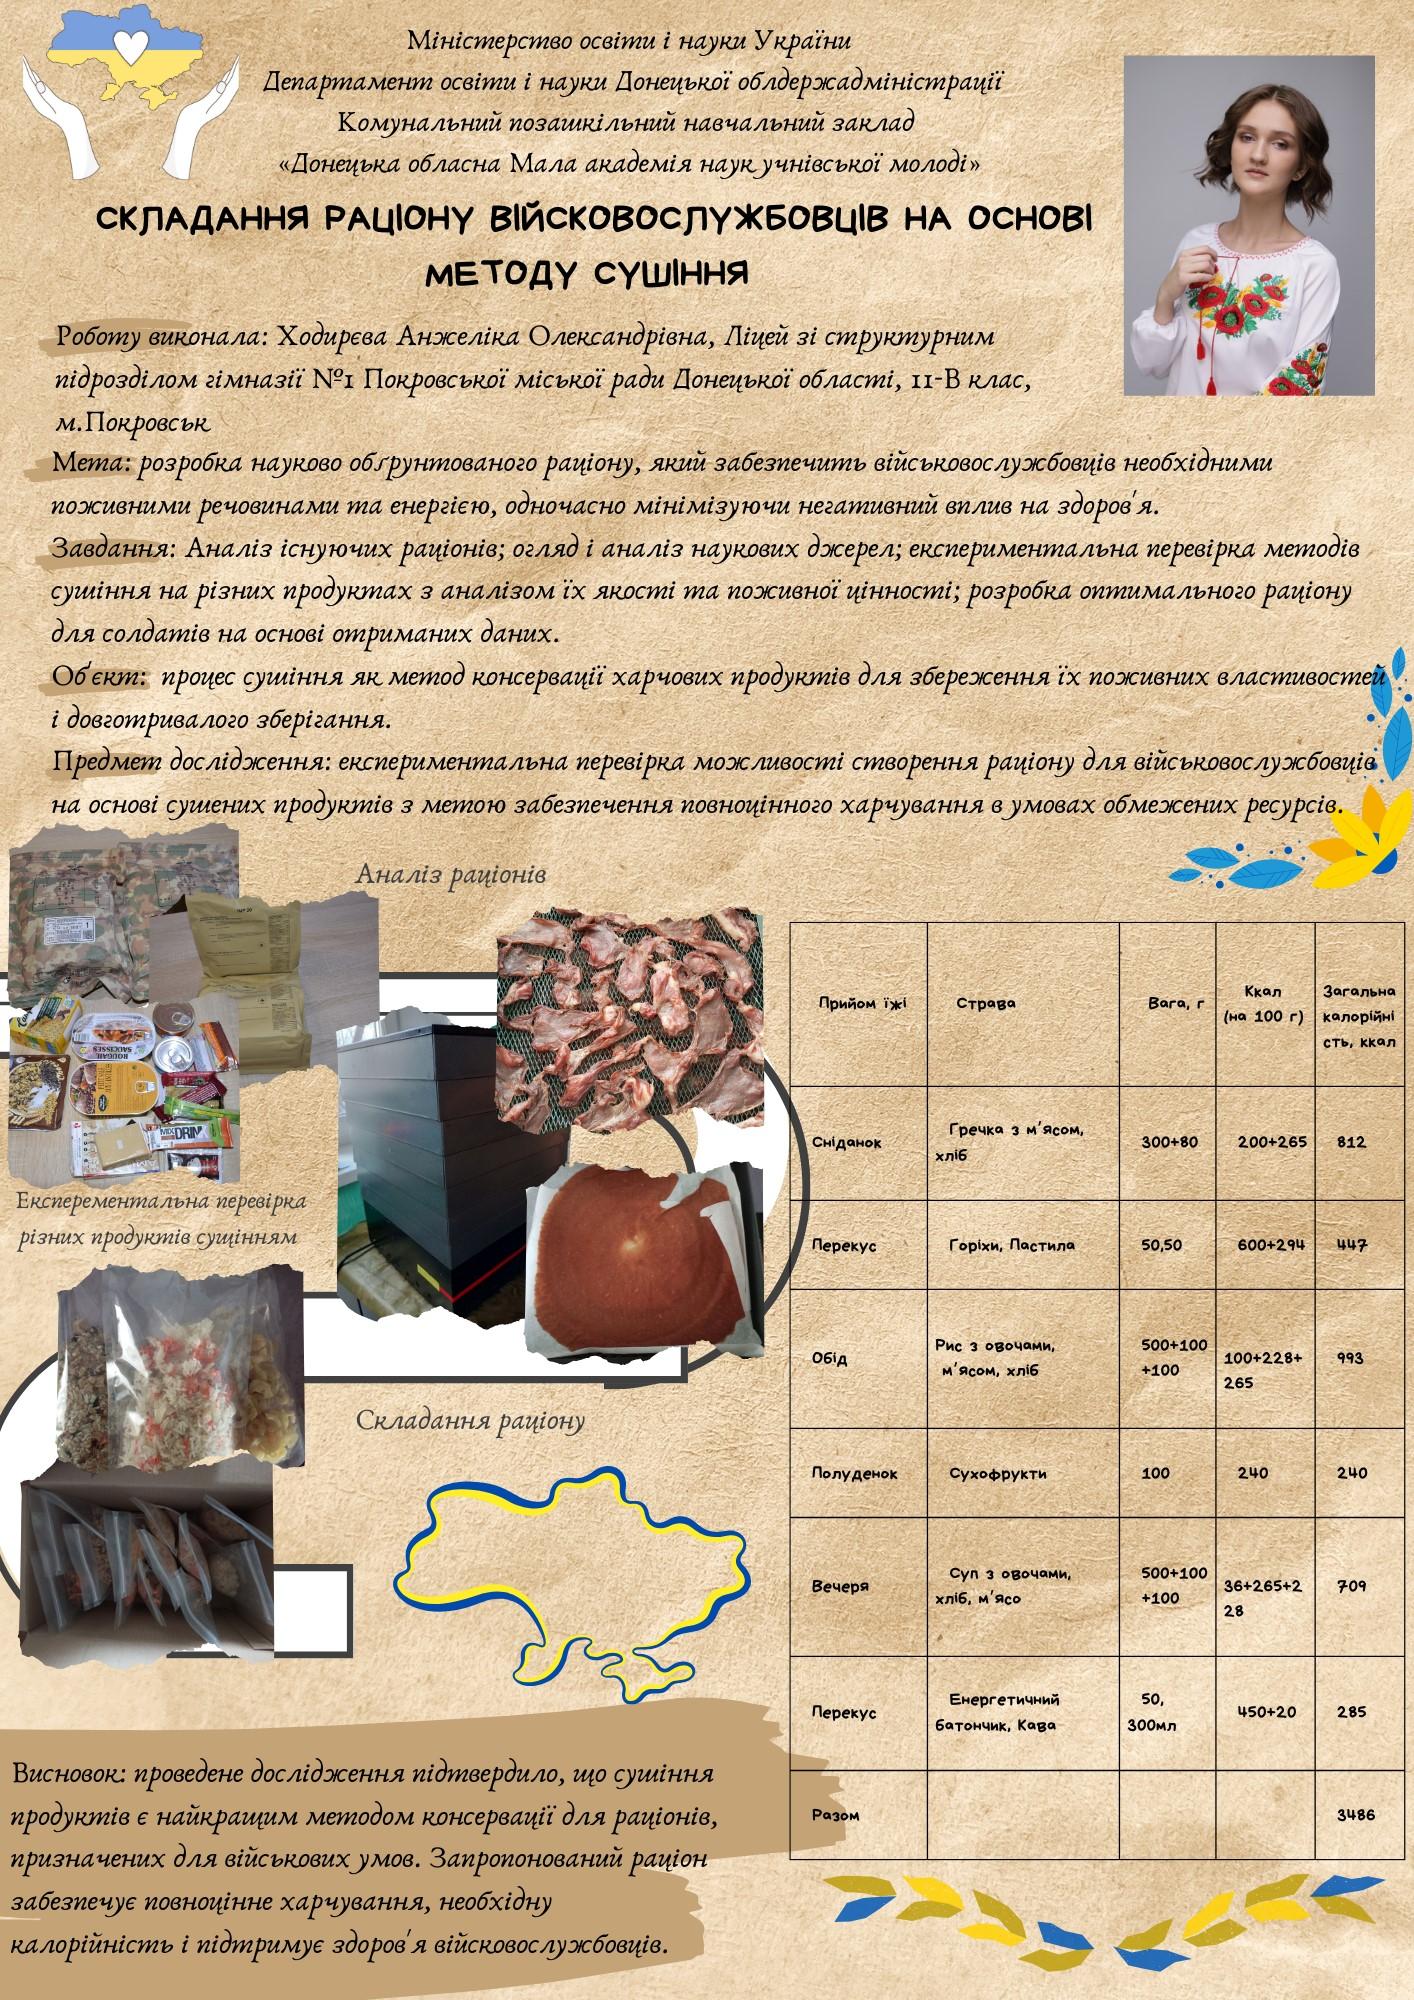 Міністерство освіти і науки України
Департамент освіти і науки Донецької облдержадміністрації
Комунальний позашкільний навчальний заклад
«Донецька обласна Мала академія наук учнівської молоді»
СКЛАДАННЯ РАЦІОНУ ВІЙСКОВОСЛУЖБОВЦІВ НА ОСНОВІ
МЕТОДУ СУШІННЯ
Роботу виконала: Ходирєва Анжеліка Олександрівна, Ліцей зі структурним
підрозділом гімназії №1 Покровської міської ради Донецької області, 11-В клас,
м.Покровськ
Мета: розробка науково обґрунтованого раціону, який забезпечить військовослужбовців необхідними
поживними речовинами та енергією, одночасно мінімізуючи негативний вплив на здоров'я.
Завдання: Аналіз існуючих раціонів; огляд і аналіз наукових джерел; експериментальна перевірка методів
сушіння на різних продуктах з аналізом їх якості та поживної цінності; розробка оптимального раціону
для солдатів на основі отриманих даних.
Об'єкт: процес сушіння як метод консервації харчових продуктів для збереження їх поживних властивостей
і довготривалого зберігання.
Предмет дослідження: експериментальна перевірка можливості створення раціону для військовослужбовців
на основі сушених продуктів з метою забезпечення повноцінного харчування в умовах обмежених ресурсів.
Аналіз раціонів
ROUGAIL
SAUCISSES
Експерементальна перевірка
різних продуктів сущінням
Складання раціону
Прийом їжі Страва Вага, г Ккал (на 100 г) Загальна калорійні сть, ккал
Сніданок Гречка з м'ясом, хліб 300+80 200+265 812
Перекус Горіхи, Пастила 50,50 600+294 447
Обід Рис з овочами, м'ясом, хліб 500+100 +100 100+228+ 265 993
Полуденок Сухофрукти 100 240 240
Вечеря Суп з овочами, хліб, м'ясо 500+100 +100 36+265+2 28 709
Перекус Енергетичний батончик, Кава 50, 300мл 450+20 285
Разом 3486
Висновок: проведене дослідження підтвердило, що сушіння
продуктів є найкращим методом консервації для раціонів,
призначених для військових умов. Запропонований раціон
забезпечує повноцінне харчування, необхідну
калорійність і підтримує здоров'я військовослужбовців.